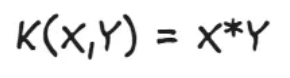 K(X,Y) = X*Y